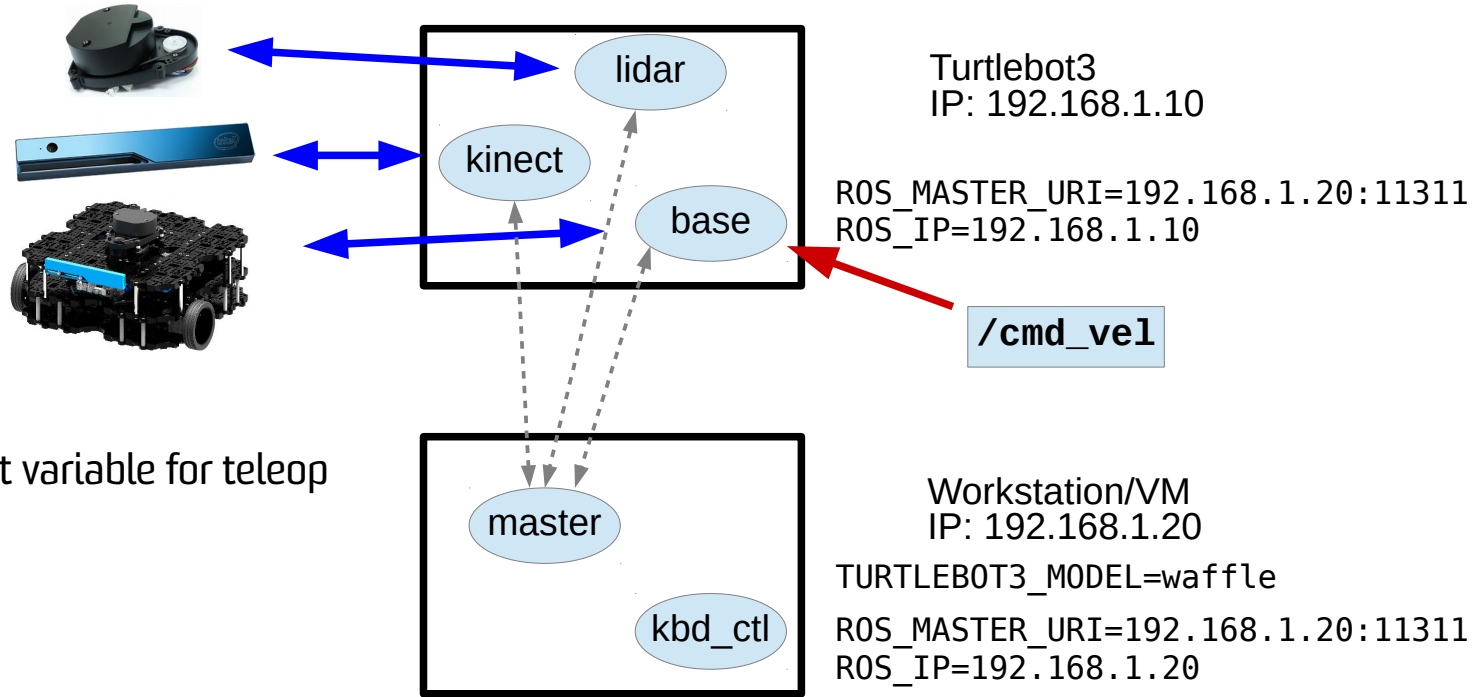 lidar
Turtlebot3
IP: 192.168.1.10
kinect
ROS_MASTER_URI=192.168.1.20:11311
base
ROS_IP=192.168.1.10
/cmd_vel
t variable for teleop
Workstation/VM
IP: 192.168.1.20
master
TURTLEBOT3_MODEL=waffle
kbd_ctl
ROS_MASTER_URI=192.168.1.20:11311
ROS_IP=192.168.1.20